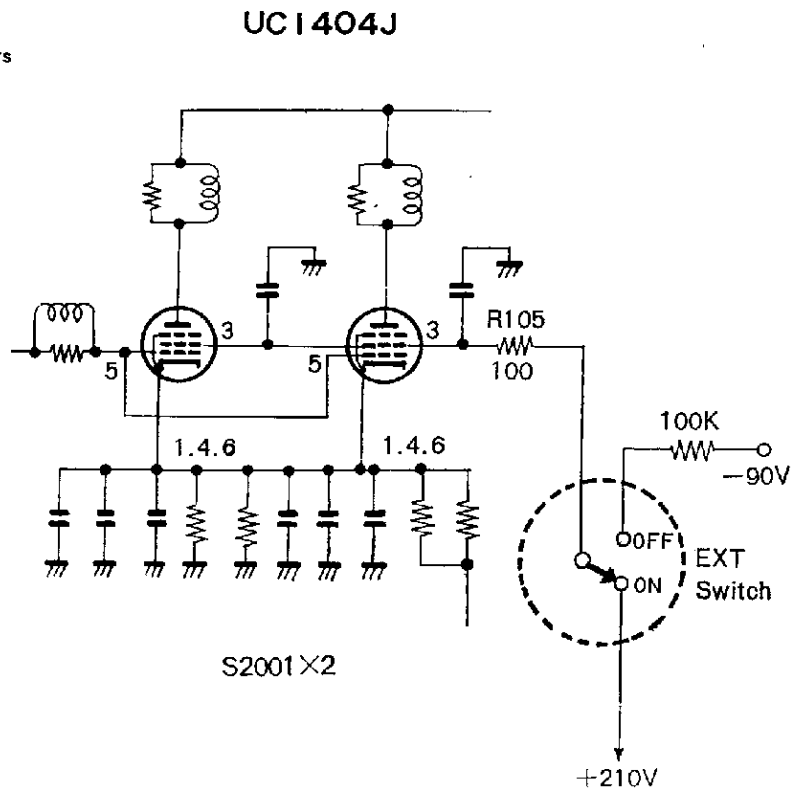 UC1404J
rs
3
3
R105
5
5
100
100K
1.4.6
1.4.6
−90V
OFF
EXT
ON
Switch
S2001×2
+210V